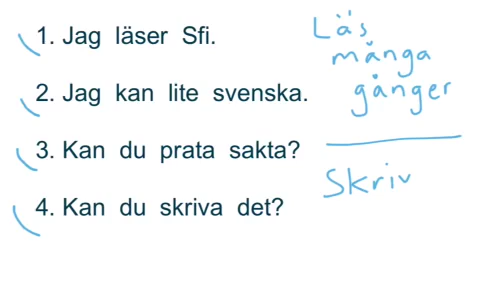 1. Jag läser Sfi.
2. Jag kan lite svenska.
3. Kan du prata sakta?
4. Kan du skriva det?
Läs
många
gånger
Skriv